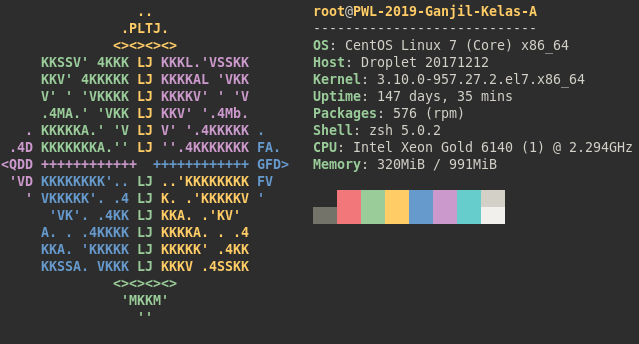 ..
.PLTJ.
<><><><>
KKSSV' 4KKK LJ KKKL.'VSSKK
KKV' 4KKKKK LJ KKKKAL 'VKK
V' ' 'VKKKK LJ KKKKV' ' 'V
.4MA.' 'VKK LJ KKV' '.4Mb.
. KKKKKA.' 'V LJ V' '.4KKKKK .
.4D KKKKKKKA.'' LJ ''.4KKKKKKK FA.
<QDD ++++++++++++ ++++++++++++ GFD>
'VD KKKKKKKK'.. LJ ..'KKKKKKKK FV
' VKKKKK'. .4 LJ K. .'KKKKKV '
'VK'. .4KK LJ KKA. .'KV'
A. . .4KKKK LJ KKKKA. . .4
KKA. 'KKKKK LJ KKKKK' .4KK
KKSSA. VKKK LJ KKKV .4SSKK
<><><><>
'MKKM'
''
root@PWL-2019-Ganjil-Kelas-A
----------------------------
OS: CentOS Linux 7 (Core) x86_64
Host: Droplet 20171212
Kernel: 3.10.0-957.27.2.el7.x86_64
Uptime: 147 days, 35 mins
Packages: 576 (rpm)
Shell: zsh 5.0.2
CPU: Intel Xeon Gold 6140 (1) @ 2.294GHz
Memory: 320MiB / 991MiB